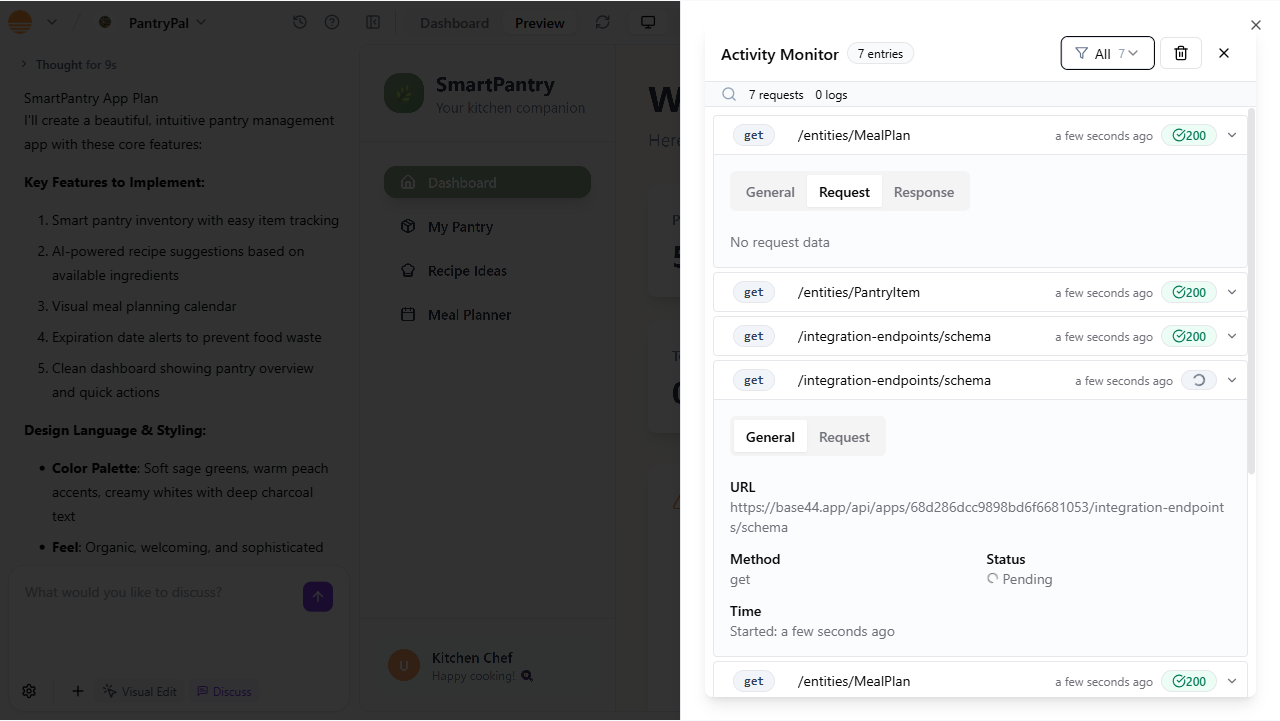 PantryPal
Dashboard
Preview
Thought for 9s
SmartPantry App Plan
I'll create a beautiful, intuitive pantry management
app with these core features:
Key Features to Implement:
1. Smart pantry inventory with easy item tracking
2. AI-powered recipe suggestions based on
available ingredients
3. Visual meal planning calendar
4. Expiration date alerts to prevent food waste
5. Clean dashboard showing pantry overview
and quick actions
Design Language & Styling:
• Color Palette: Soft sage greens, warm peach
accents, creamy whites with deep charcoal
text
• Feel: Organic, welcoming, and sophisticated
What would you like to discuss?
Visual Edit
Discuss
SmartPantry
Your kitchen companion
Dashboard
My Pantry
Recipe Ideas
Meal Planner
U
Kitchen Chef
Happy cooking!
W
Here
Activity Monitor
7 entries
All 7
7 requests
0 logs
get
/entities/MealPlan
a few seconds ago
200
General
Request
Response
No request data
get
/entities/PantryItem
a few seconds ago
200
get
/integration-endpoints/schema
a few seconds ago
200
get
/integration-endpoints/schema
a few seconds ago
General
Request
URL
https://base44.app/api/apps/68d286dcc9898bd6f6681053/integration-endpoint
s/schema
Method
get
Status
Pending
Time
Started: a few seconds ago
get
/entities/MealPlan
a few seconds ago
200